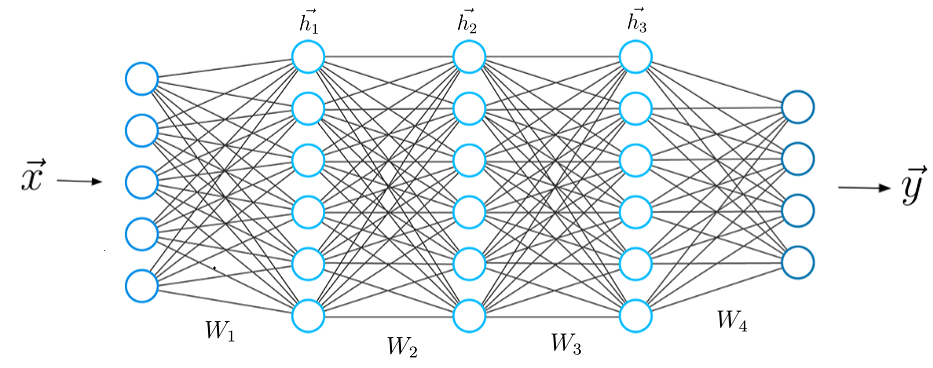 h⃗₁ h⃗₂ h⃗₃
x⃗ y⃗
W₁ W₂ W₃ W₄